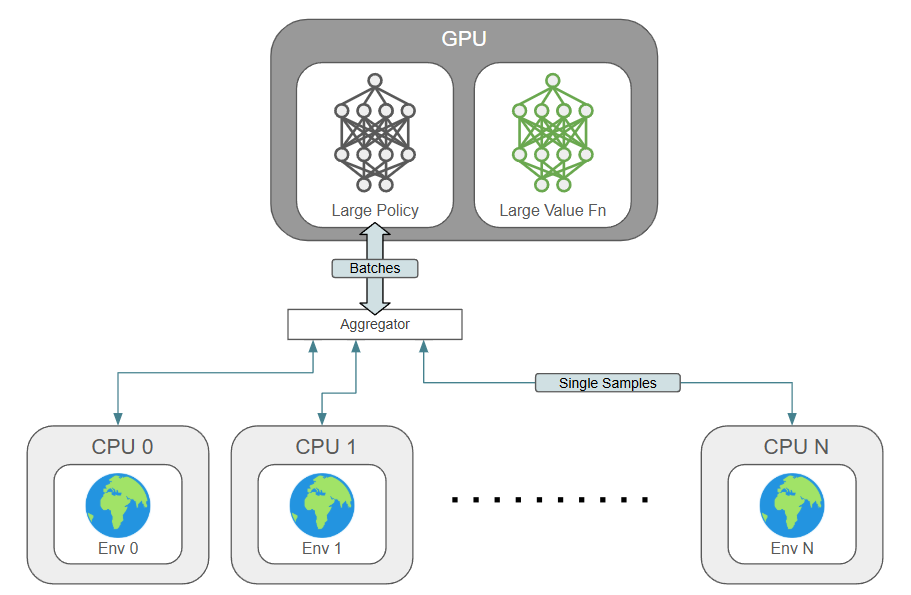 GPU
Large Policy
Large Value Fn
Batches
Aggregator
Single Samples
CPU 0
CPU 1
CPU N
Env 0
Env 1
Env N